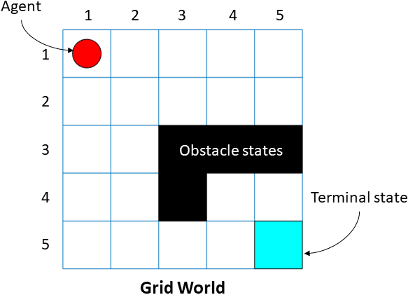 Agent
1 2 3 4 5
1
2
3 Obstacle states
4
Terminal state
5
Grid World